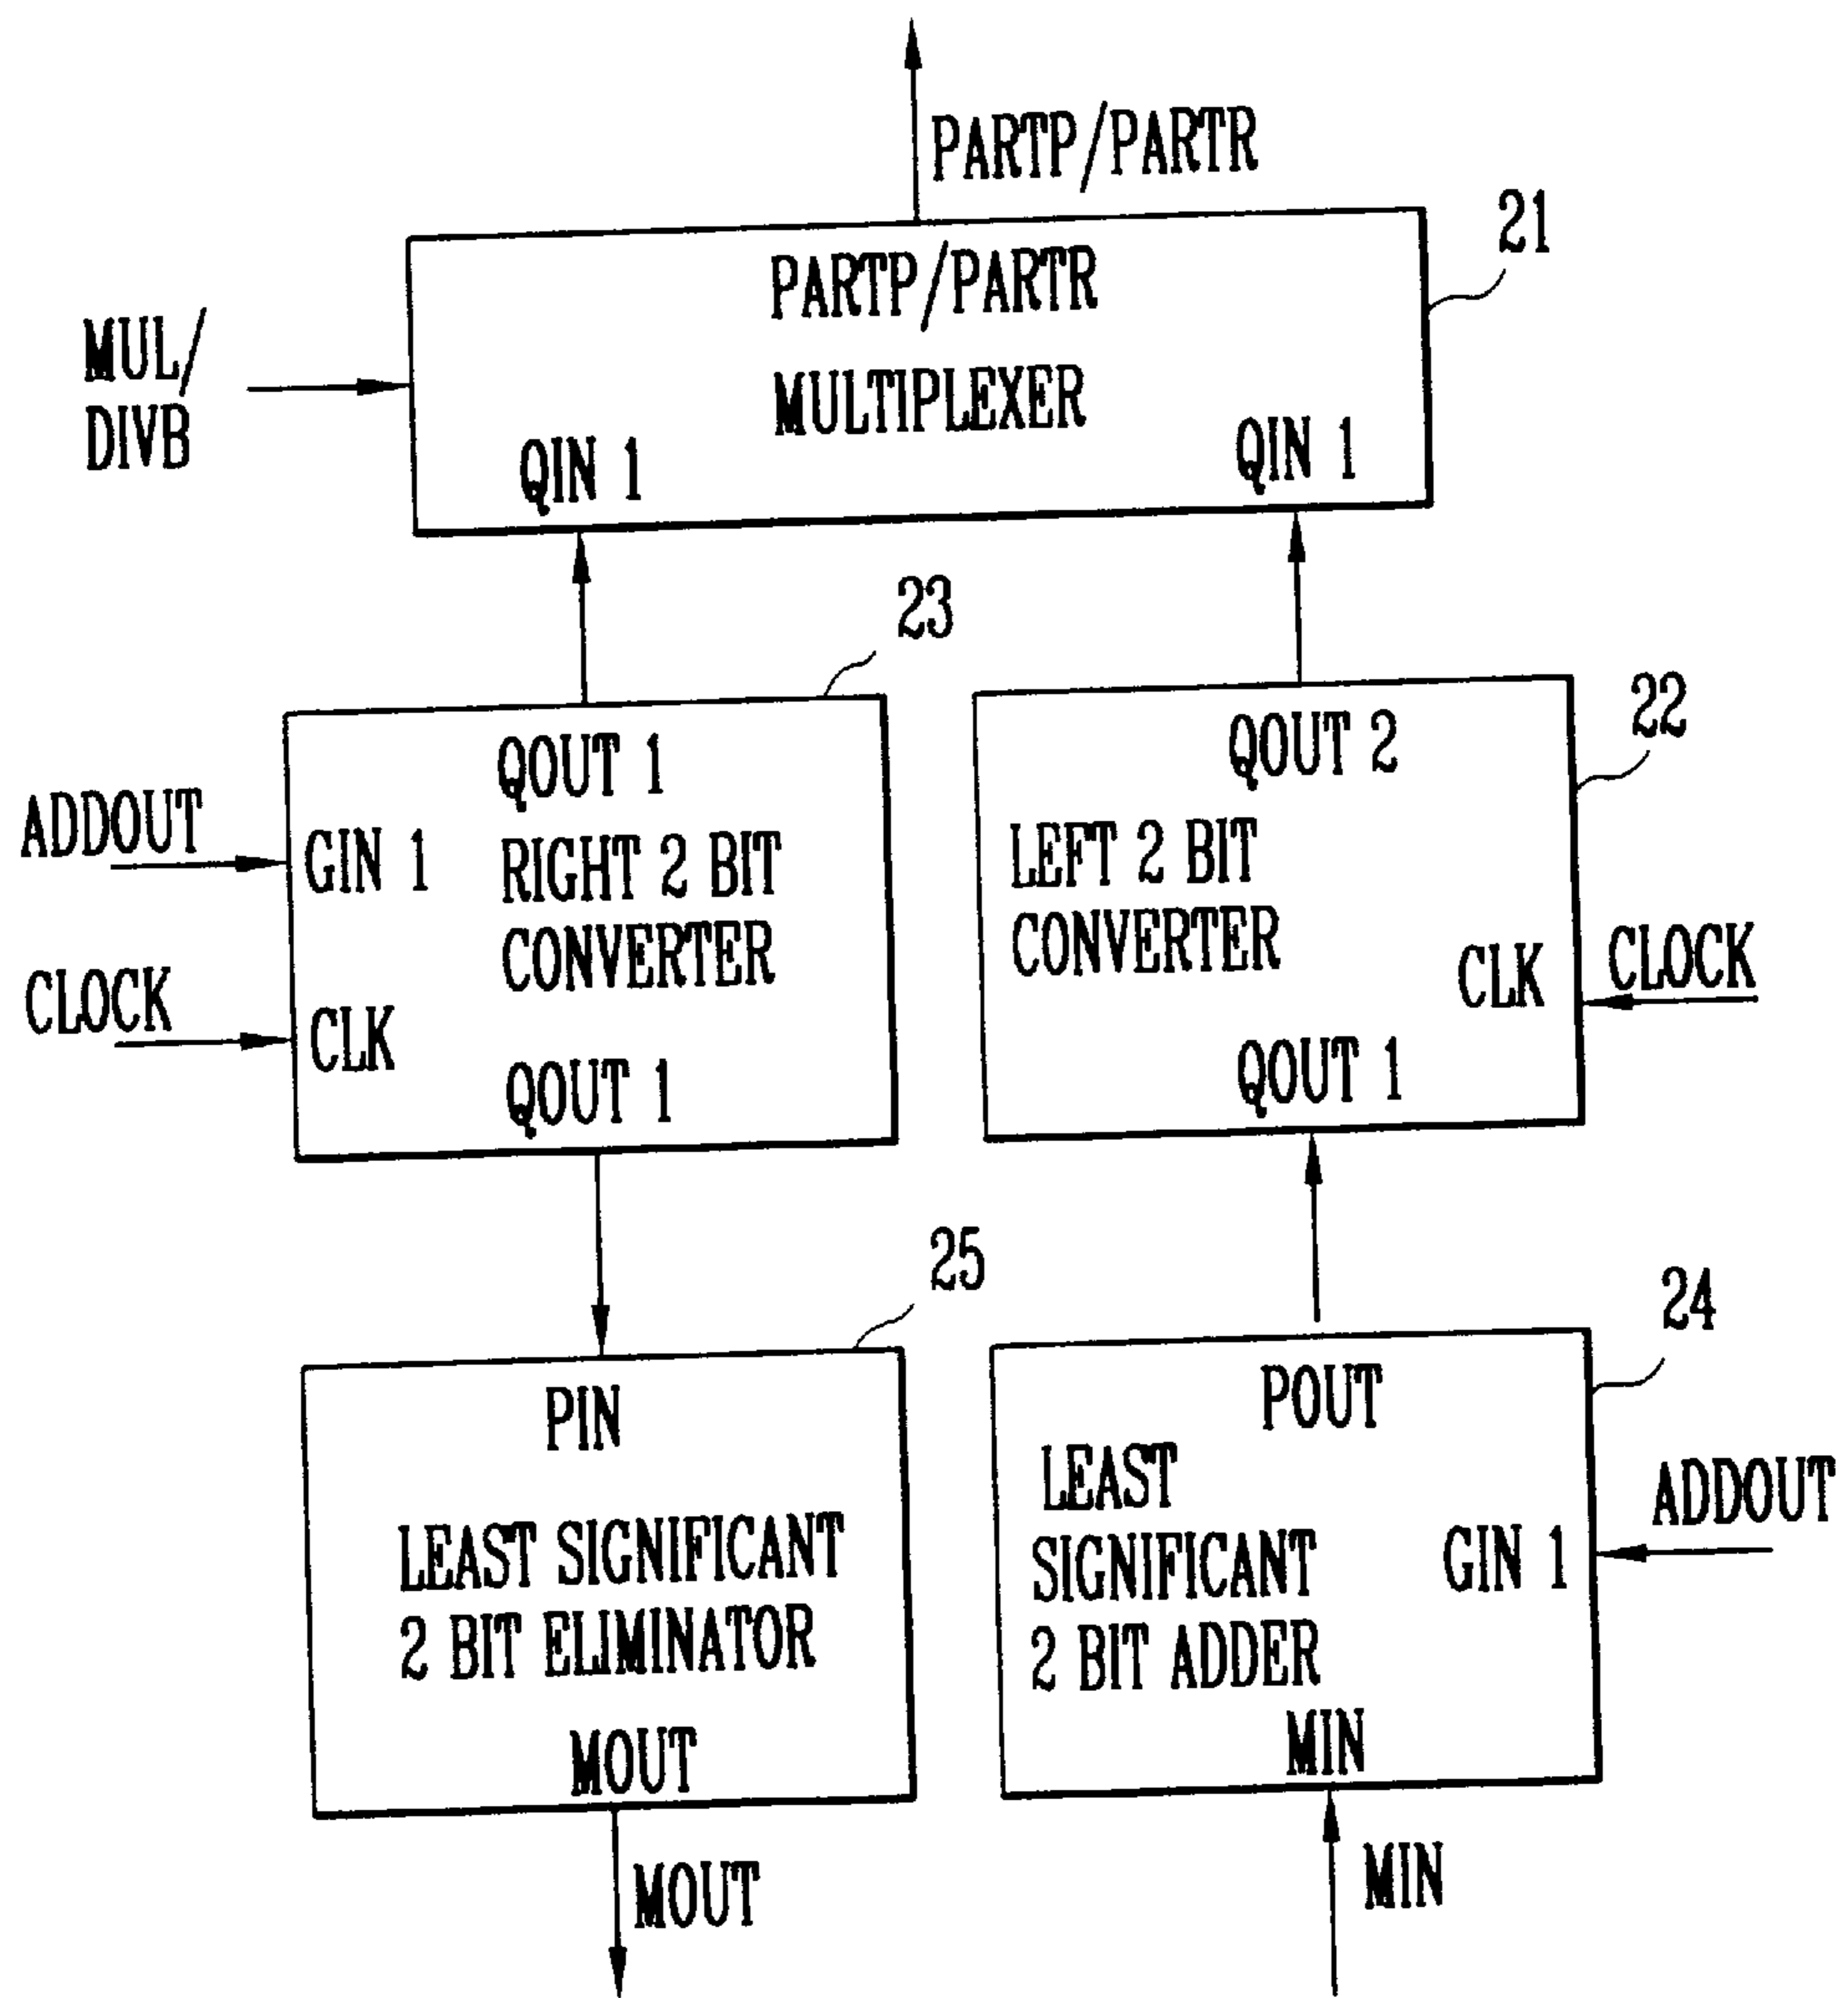 PARTP/PARTR
21
PARTP/PARTR
MULTIPLEXER
MUL/
DIVB
QIN 1
QIN 1
23
22
QOUT 1
ADDOUT
GIN 1
RIGHT 2 BIT
CONVERTER
CLOCK
CLK
QOUT 1
QOUT 2
LEFT 2 BIT
CONVERTER
CLK
CLOCK
QOUT 1
25
24
PIN
LEAST SIGNIFICANT
2 BIT ELIMINATOR
MOUT
MOUT
POUT
LEAST
SIGNIFICANT
2 BIT ADDER
GIN 1
ADDOUT
MIN
MIN